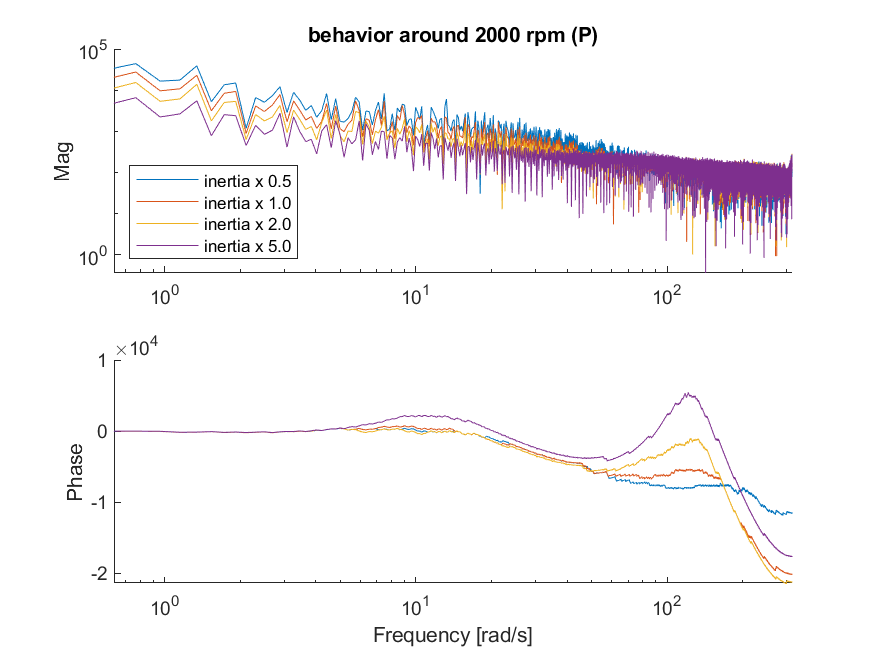 behavior around 2000 rpm (P)
10^5
Mag
inertia x 0.5
inertia x 1.0
inertia x 2.0
inertia x 5.0
10^0
10^0 10^1 10^2
×10^4
1
0
Phase
-1
-2
10^0 10^1 10^2
Frequency [rad/s]